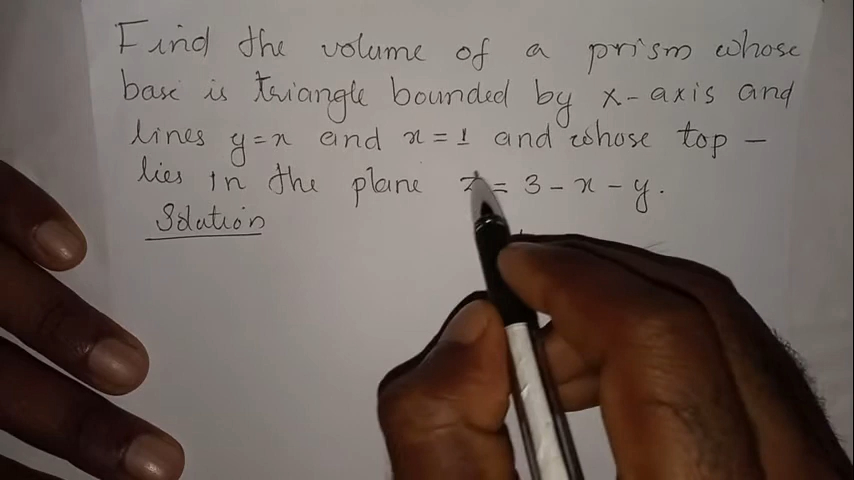 Find the volume of a prism whose
base is triangle bounded by x-axis and
lines y=x and x=1 and whose top -
lies in the plane z = 3 - x - y.
Solution